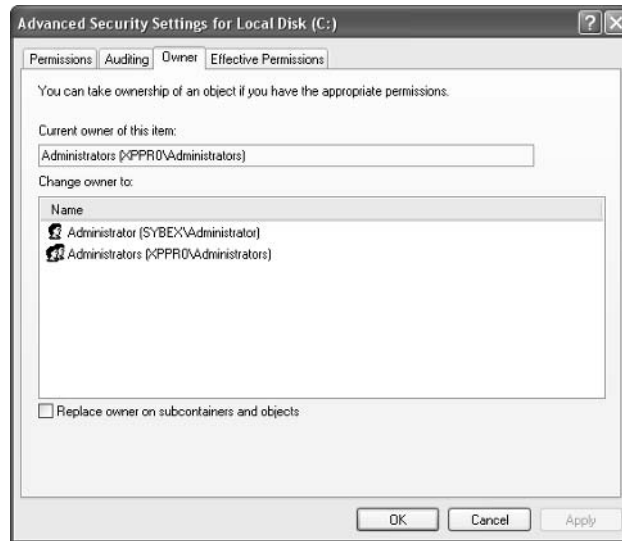 Advanced Security Settings for Local Disk (C:)
Permissions Auditing Owner Effective Permissions
You can take ownership of an object if you have the appropriate permissions.
Current owner of this item:
Administrators (XPPR0\Administrators)
Change owner to:
Name
Administrator (SYBEX\Administrator)
Administrators (XPPR0\Administrators)
Replace owner on subcontainers and objects
OK Cancel Apply